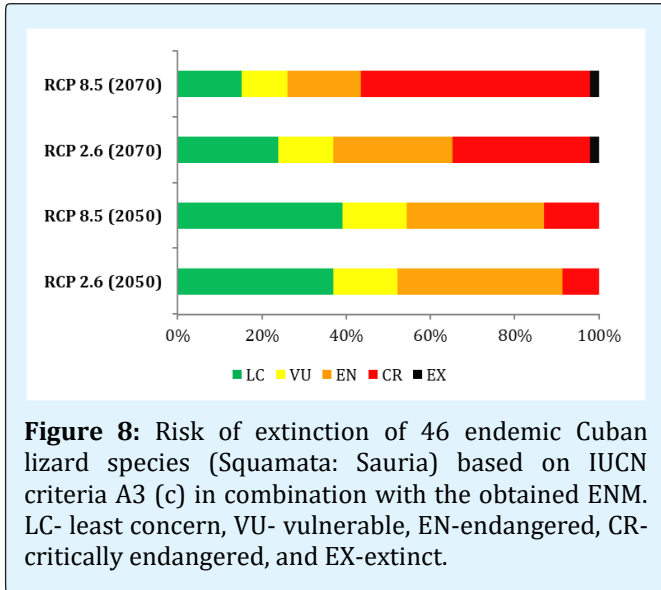 RCP 8.5 (2070)
RCP 2.6 (2070)
RCP 8.5 (2050)
RCP 2.6 (2050)
0% 20% 40% 60% 80% 100%
LC VU EN CR EX
Figure 8: Risk of extinction of 46 endemic Cuban
lizard species (Squamata: Sauria) based on IUCN
criteria A3 (c) in combination with the obtained ENM.
LC- least concern, VU- vulnerable, EN-endangered, CR-
critically endangered, and EX-extinct.